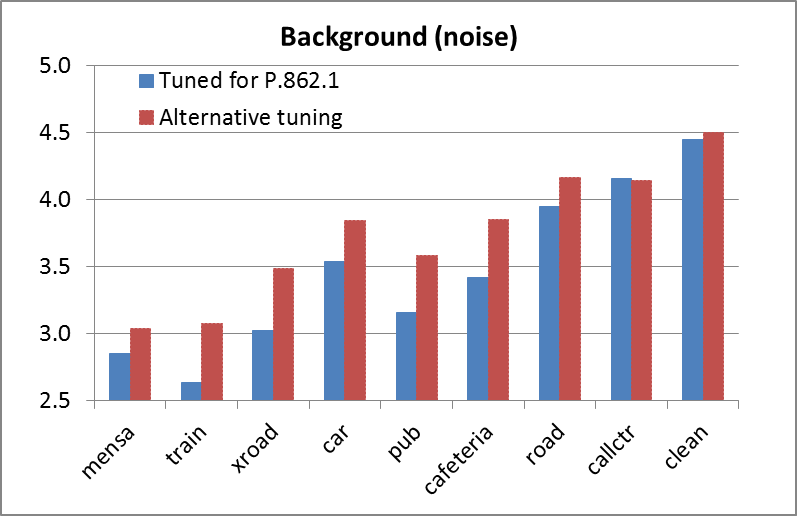 Background (noise)
5.0
Tuned for P.862.1
Alternative tuning
4.5
4.0
3.5
3.0
2.5
mensa
train
xroad
car
pub
cafeteria
road
callctr
clean